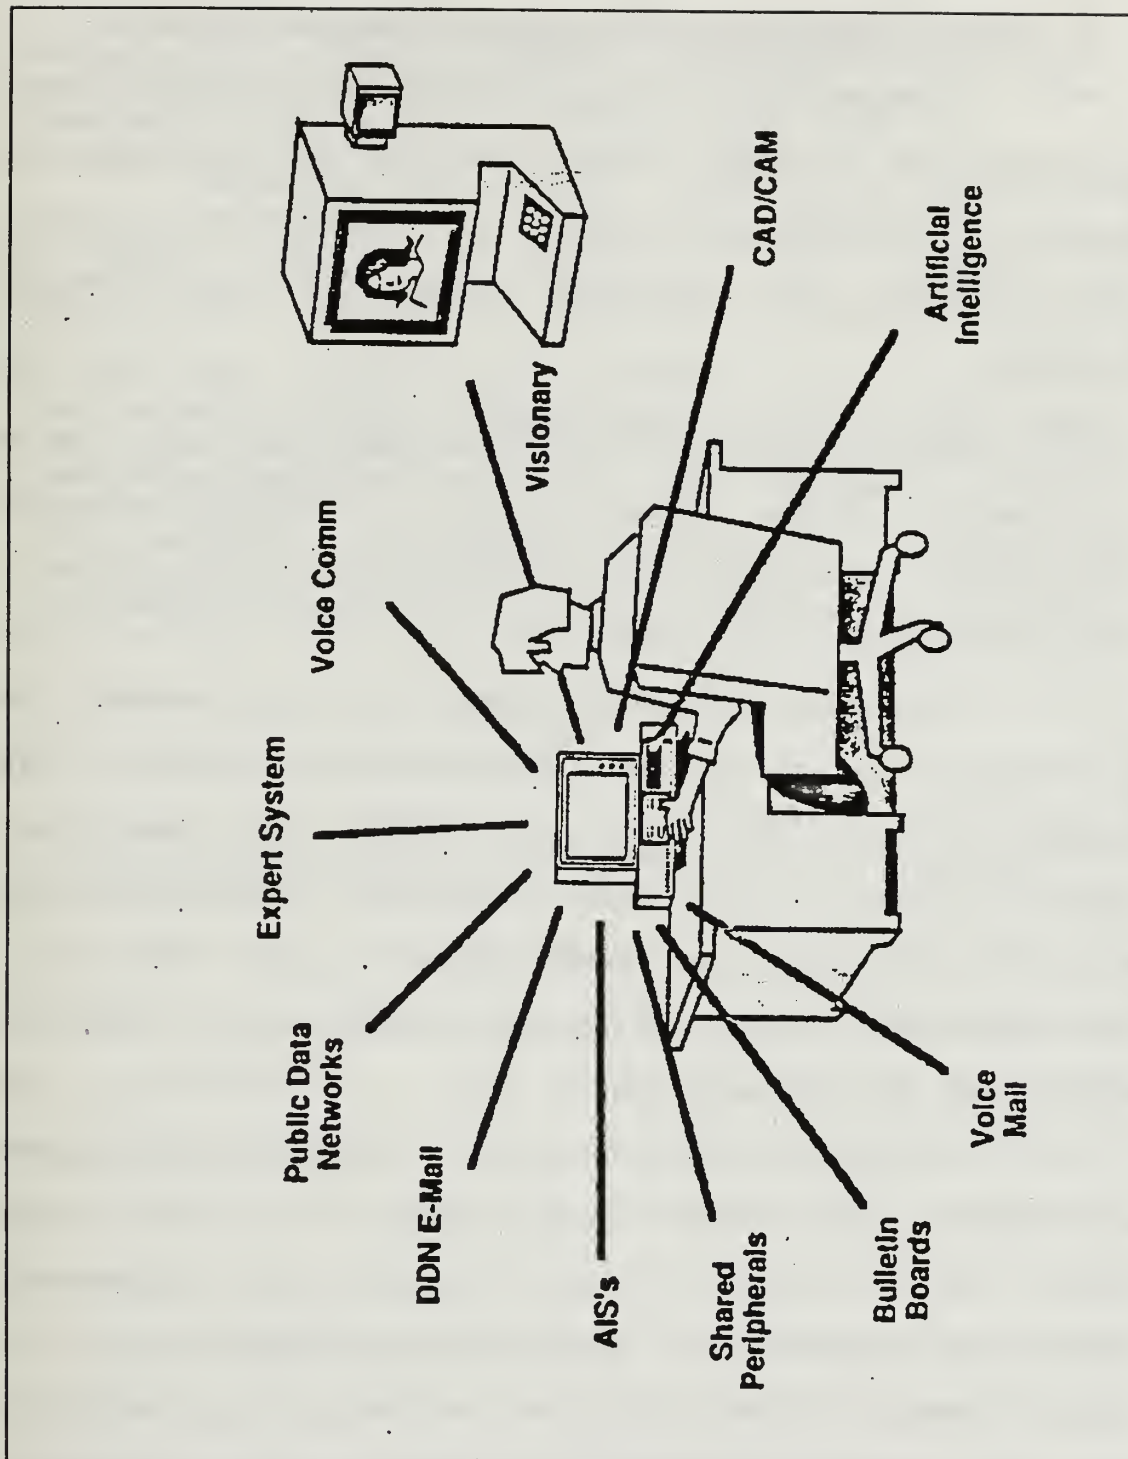 Public Data
Networks
Expert System
Voice Comm
DDN E-Mail
Visionary
AIS's
CAD/CAM
Shared
Peripherals
Bulletin
Boards
Artificial
Intelligence
Voice
Mail